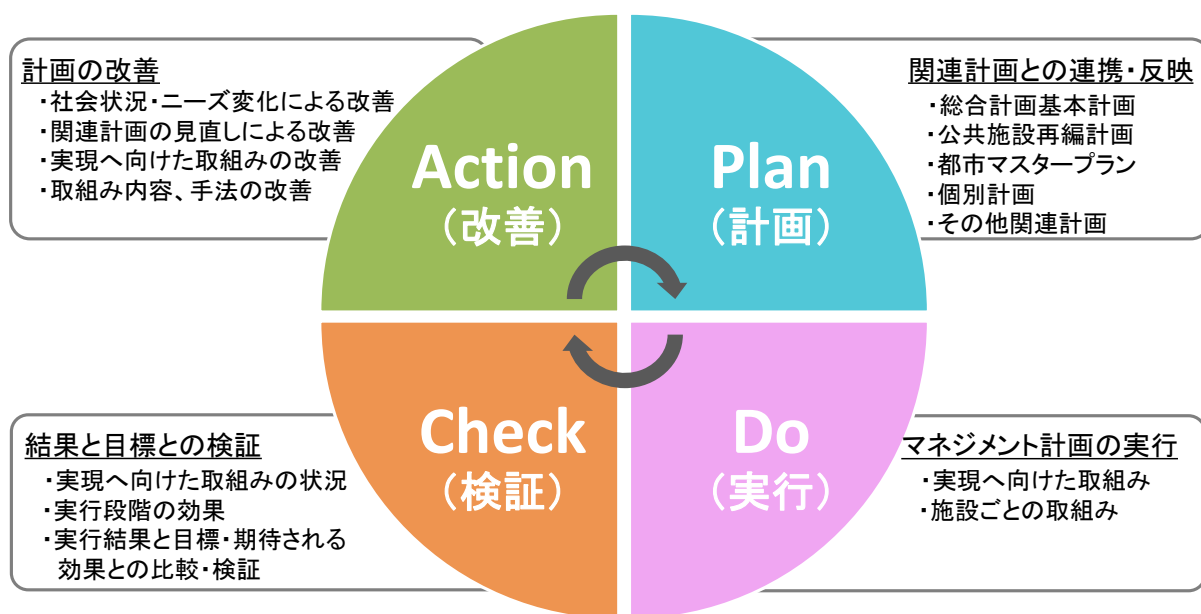 計画の改善
・社会状況・ニーズ変化による改善
・関連計画の見直しによる改善
・実現へ向けた取組みの改善
・取組み内容、手法の改善
Action
（改善）
Plan
（計画）
関連計画との連携・反映
・総合計画基本計画
・公共施設再編計画
・都市マスタープラン
・個別計画
・その他関連計画
結果と目標との検証
・実現へ向けた取組みの状況
・実行段階の効果
・実行結果と目標・期待される
効果との比較・検証
Check
（検証）
Do
（実行）
マネジメント計画の実行
・実現へ向けた取組み
・施設ごとの取組み